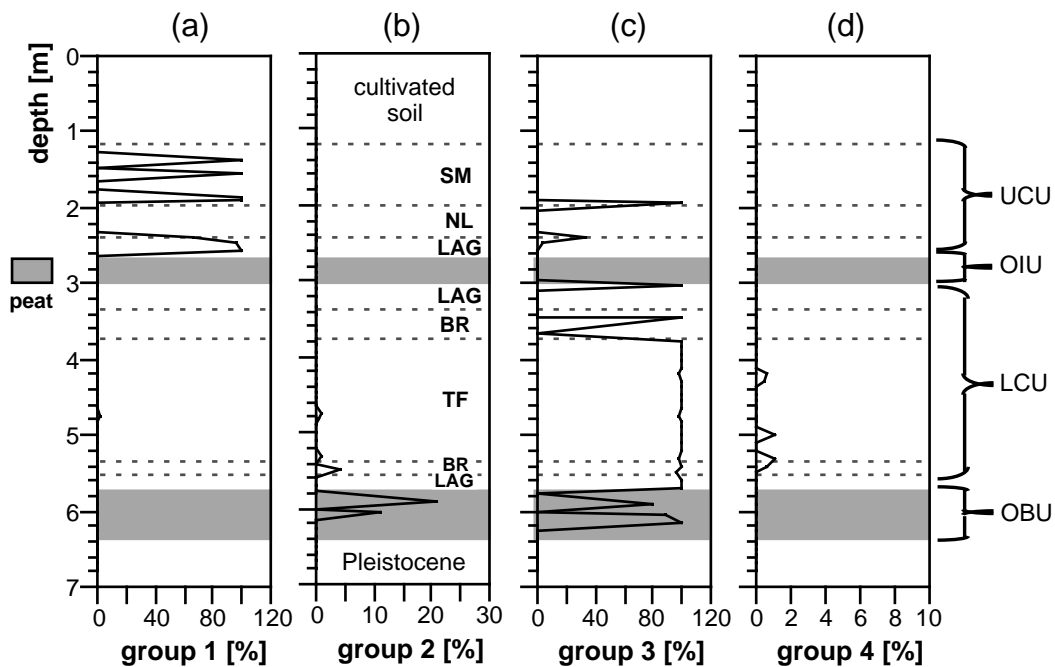 (a) (b) (c) (d)
depth [m]
0
1
2
3
4
5
6
7
peat
cultivated
soil
SM
NL
LAG
LAG
BR
TF
BR
LAG
Pleistocene
UCU
OIU
LCU
OBU
0 40 80 120
0 10 20 30
0 40 80 120
0 2 4 6 8 10
group 1 [%] group 2 [%] group 3 [%] group 4 [%]